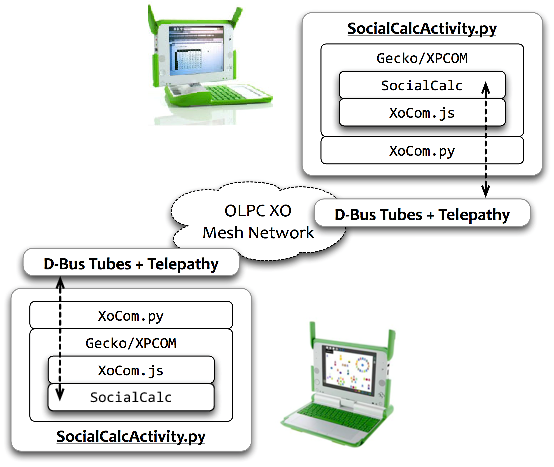 SocialCalcActivity.py
Gecko/XPCOM
SocialCalc
XoCom.js
XoCom.py
D-Bus Tubes + Telepathy
OLPC XO
Mesh Network
D-Bus Tubes + Telepathy
XoCom.py
Gecko/XPCOM
XoCom.js
SocialCalc
SocialCalcActivity.py